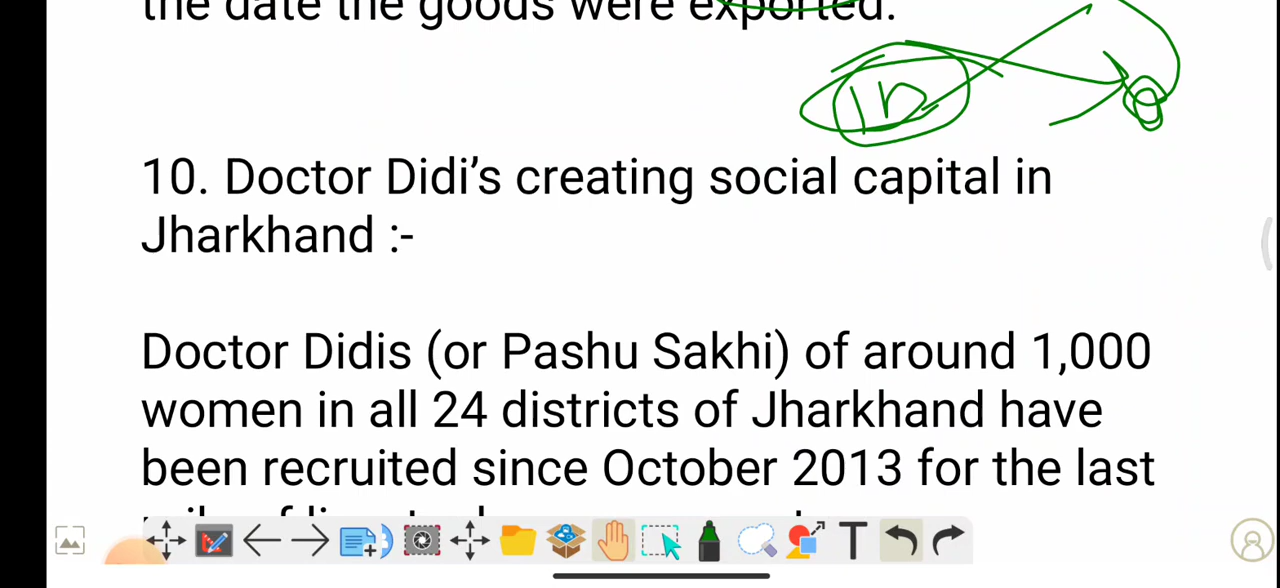 the date the goods were exported.
10. Doctor Didi’s creating social capital in
Jharkhand :-
Doctor Didis (or Pashu Sakhi) of around 1,000
women in all 24 districts of Jharkhand have
been recruited since October 2013 for the last